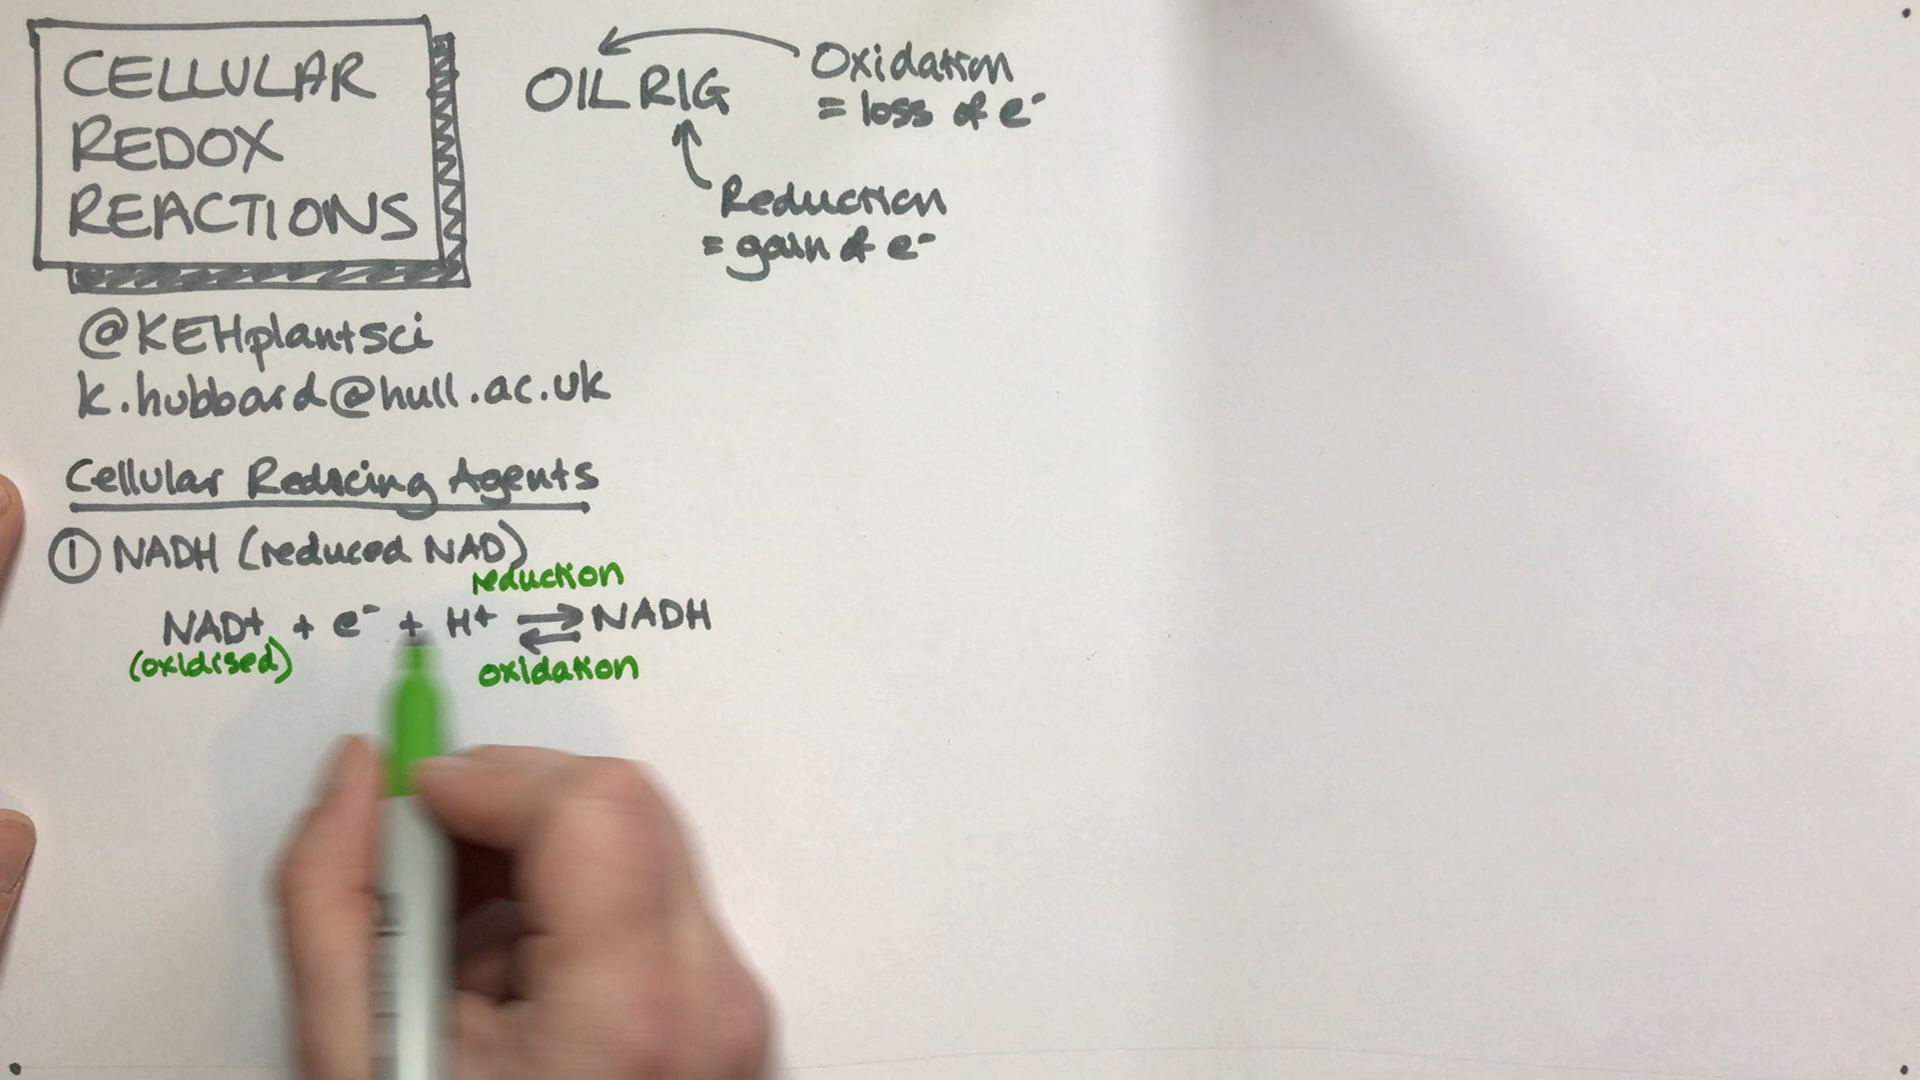 CELLULAR
REDOX
REACTIONS
OIL RIG
Oxidation
= loss of e⁻
Reduction
= gain of e⁻
@KEHplantsci
k.hubbard@hull.ac.uk
Cellular Reducing Agents
① NADH (reduced NAD)
reduction
NAD+ + e⁻ + H+ ⇌ NADH
(oxidised)
oxidation